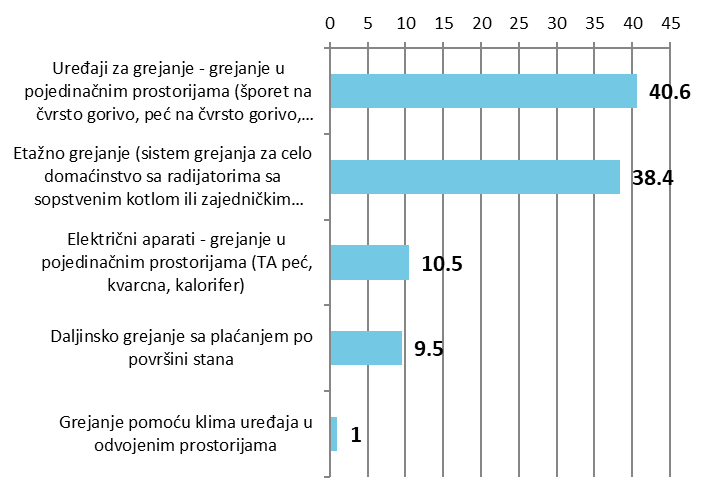 0 5 10 15 20 25 30 35 40 45
Uređaji za grejanje - grejanje u
pojedinačnim prostorijama (šporet na
čvrsto gorivo, peć na čvrsto gorivo,...
40.6
Etažno grejanje (sistem grejanja za celo
domaćinstvo sa radijatorima sa
sopstvenim kotlom ili zajedničkim...
38.4
Električni aparati - grejanje u
pojedinačnim prostorijama (TA peć,
kvarcna, kalorifer)
10.5
Daljinsko grejanje sa plaćanjem po
površini stana
9.5
Grejanje pomoću klima uređaja u
odvojenim prostorijama
1